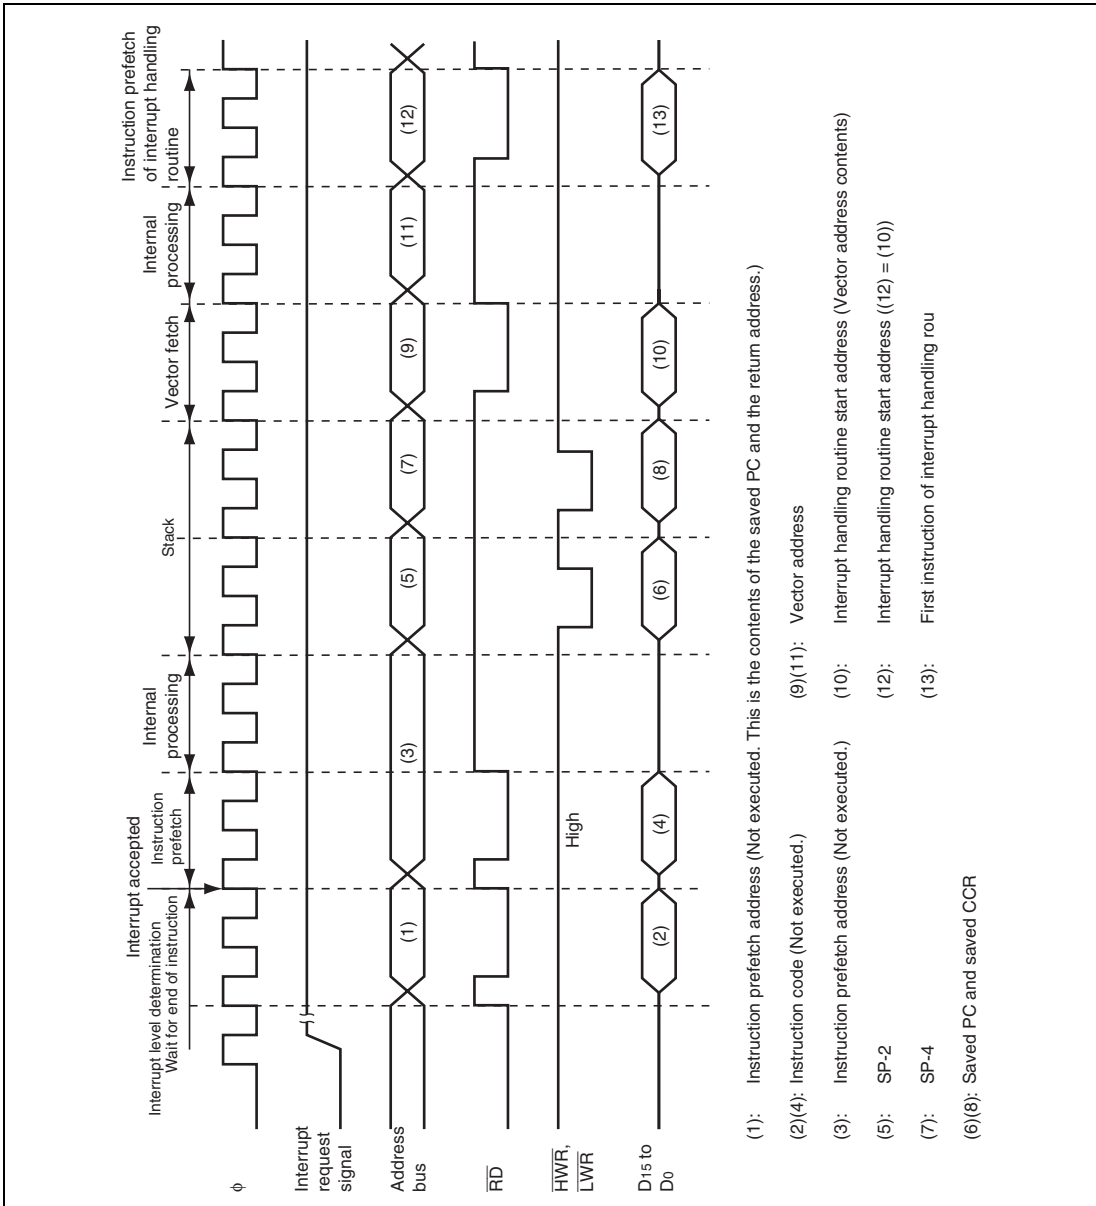 Interrupt level determination
Wait for end of instruction
Interrupt accepted
Instruction
prefetch
Internal
processing
Stack
Vector fetch
Internal
processing
Instruction prefetch
of interrupt handling
routine
φ
Interrupt
request
signal
Address
bus
(1)
(3)
(5)
(7)
(9)
(11)
(12)
RD
HWR,
LWR
High
D15 to
D0
(2)
(4)
(6)
(8)
(10)
(13)
(1): Instruction prefetch address (Not executed. This is the contents of the saved PC and the return address.)
(2)(4): Instruction code (Not executed.)
(3): Instruction prefetch address (Not executed.)
(5): SP-2
(7): SP-4
(6)(8): Saved PC and saved CCR
(9)(11): Vector address
(10): Interrupt handling routine start address (Vector address contents)
(12): Interrupt handling routine start address ((12) = (10))
(13): First instruction of interrupt handling rou